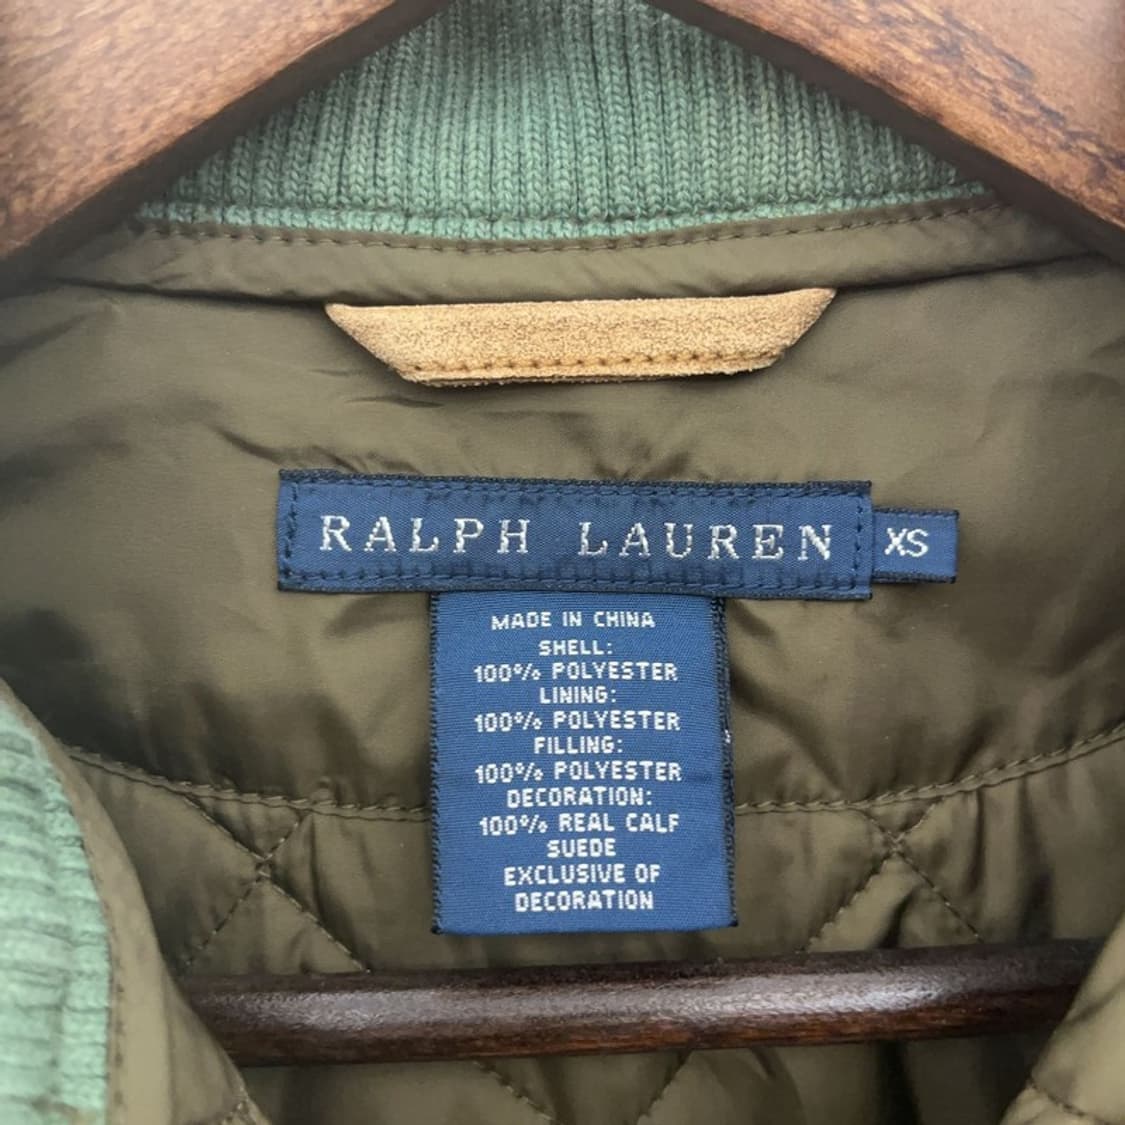 RALPH LAUREN
XS
MADE IN CHINA
SHELL:
100% POLYESTER
LINING:
100% POLYESTER
FILLING:
100% POLYESTER
DECORATION:
100% REAL CALF
SUEDE
EXCLUSIVE OF
DECORATION